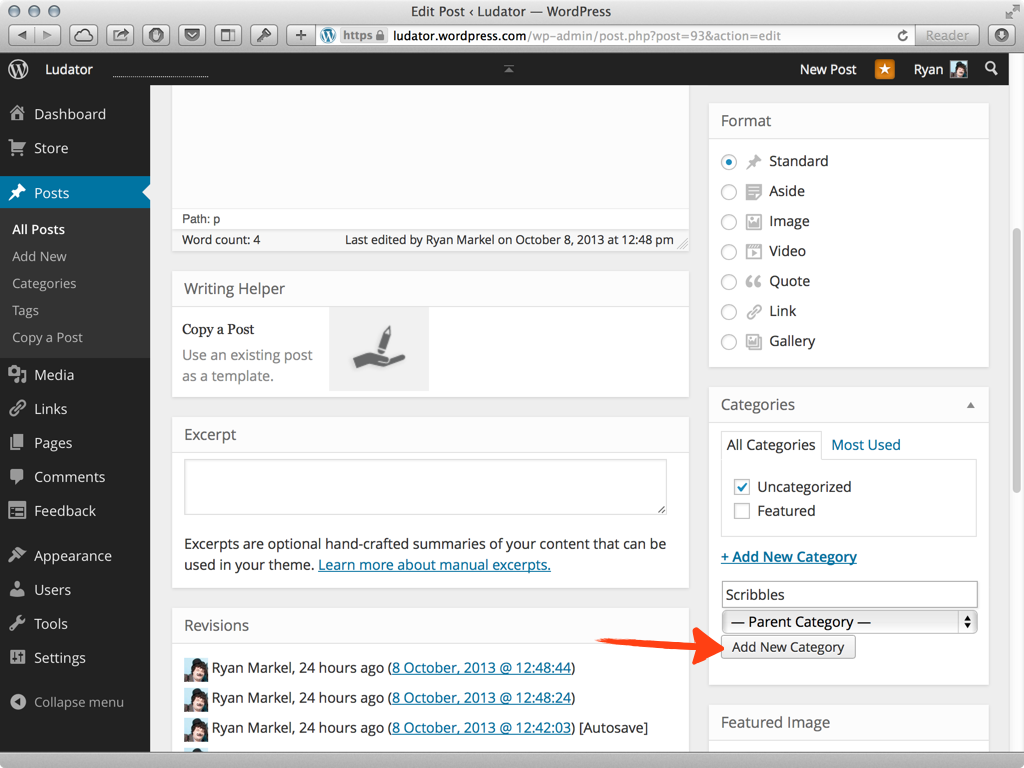 Edit Post ‹ Ludator — WordPress
https ludator.wordpress.com/wp-admin/post.php?post=93&action=edit
Reader
Ludator
New Post
Ryan
Dashboard
Store
Posts
All Posts
Add New
Categories
Tags
Copy a Post
Media
Links
Pages
Comments
Feedback
Appearance
Users
Tools
Settings
Collapse menu
Path: p
Word count: 4
Last edited by Ryan Markel on October 8, 2013 at 12:48 pm
Writing Helper
Copy a Post
Use an existing post
as a template.
Excerpt
Excerpts are optional hand-crafted summaries of your content that can be
used in your theme. Learn more about manual excerpts.
Revisions
Ryan Markel, 24 hours ago (8 October, 2013 @ 12:48:44)
Ryan Markel, 24 hours ago (8 October, 2013 @ 12:48:24)
Ryan Markel, 24 hours ago (8 October, 2013 @ 12:42:03) [Autosave]
Format
Standard
Aside
Image
Video
Quote
Link
Gallery
Categories
All Categories
Most Used
Uncategorized
Featured
+ Add New Category
Scribbles
— Parent Category —
Add New Category
Featured Image